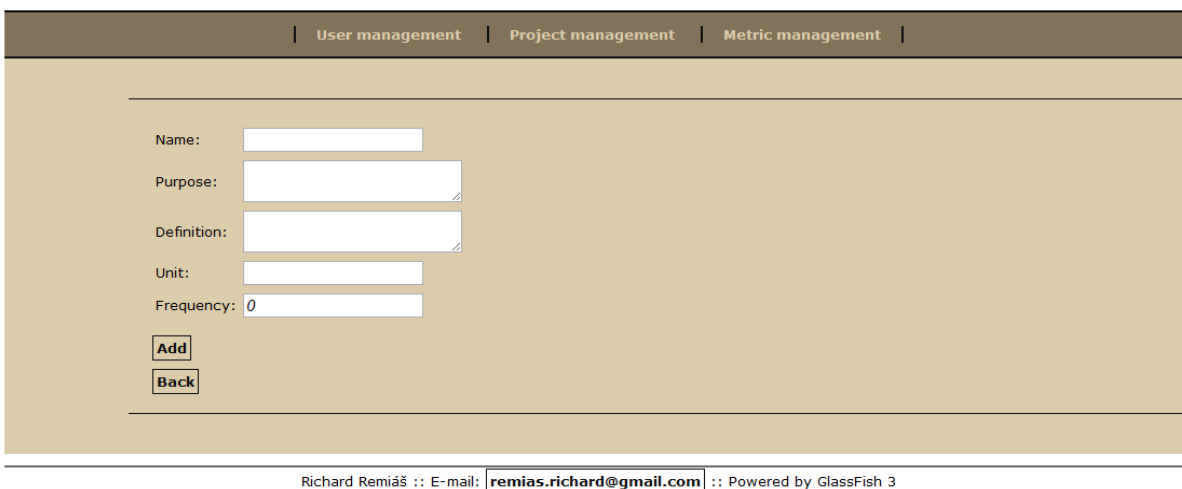 | User management | Project management | Metric management |
Name:
Purpose:
Definition:
Unit:
Frequency: 0
Add
Back
Richard Remiáš :: E-mail: remias.richard@gmail.com :: Powered by GlassFish 3